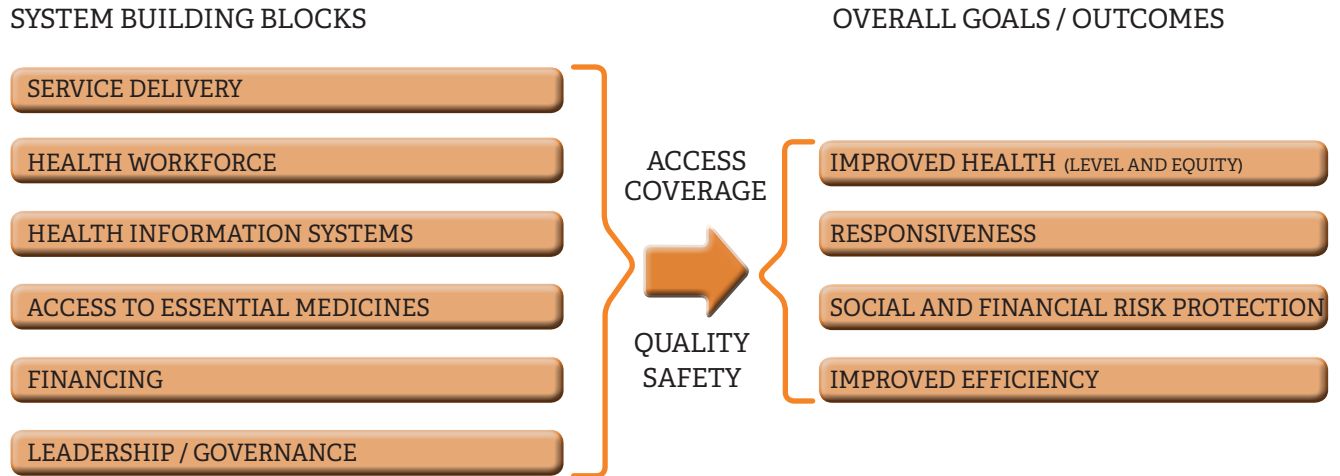 SYSTEM BUILDING BLOCKS
SERVICE DELIVERY
HEALTH WORKFORCE
HEALTH INFORMATION SYSTEMS
ACCESS TO ESSENTIAL MEDICINES
FINANCING
LEADERSHIP / GOVERNANCE
ACCESS
COVERAGE
QUALITY
SAFETY
OVERALL GOALS / OUTCOMES
IMPROVED HEALTH (LEVEL AND EQUITY)
RESPONSIVENESS
SOCIAL AND FINANCIAL RISK PROTECTION
IMPROVED EFFICIENCY